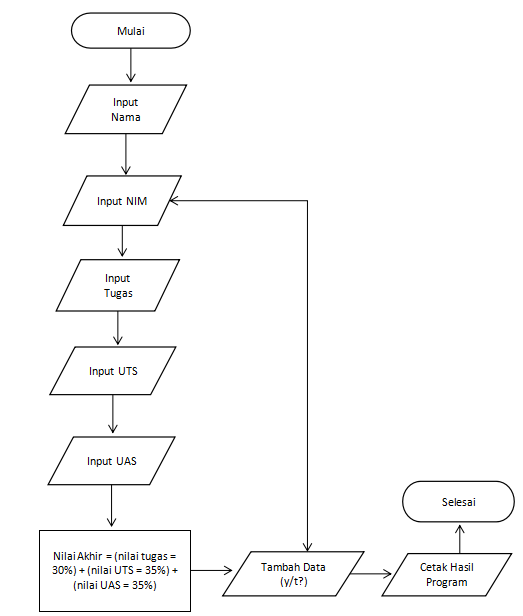 Mulai
Input
Nama
Input NIM
Input
Tugas
Input UTS
Input UAS
Nilai Akhir = (nilai tugas =
30%) + (nilai UTS = 35%) +
(nilai UAS = 35%)
Tambah Data
(y/t?)
Cetak Hasil
Program
Selesai